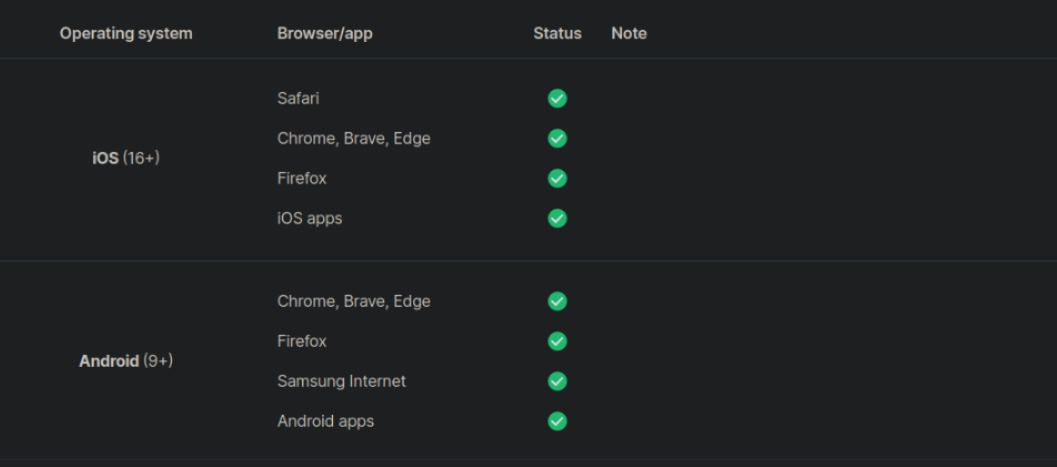 Operating system Browser/app Status Note
Safari
Chrome, Brave, Edge
iOS (16+)
Firefox
iOS apps
Chrome, Brave, Edge
Firefox
Android (9+)
Samsung Internet
Android apps